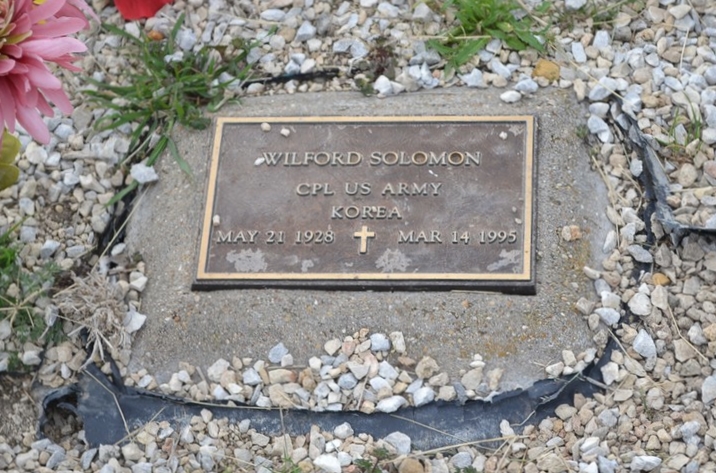 WILFORD SOLOMON
CPL US ARMY
KOREA
MAY 21 1928 MAR 14 1995